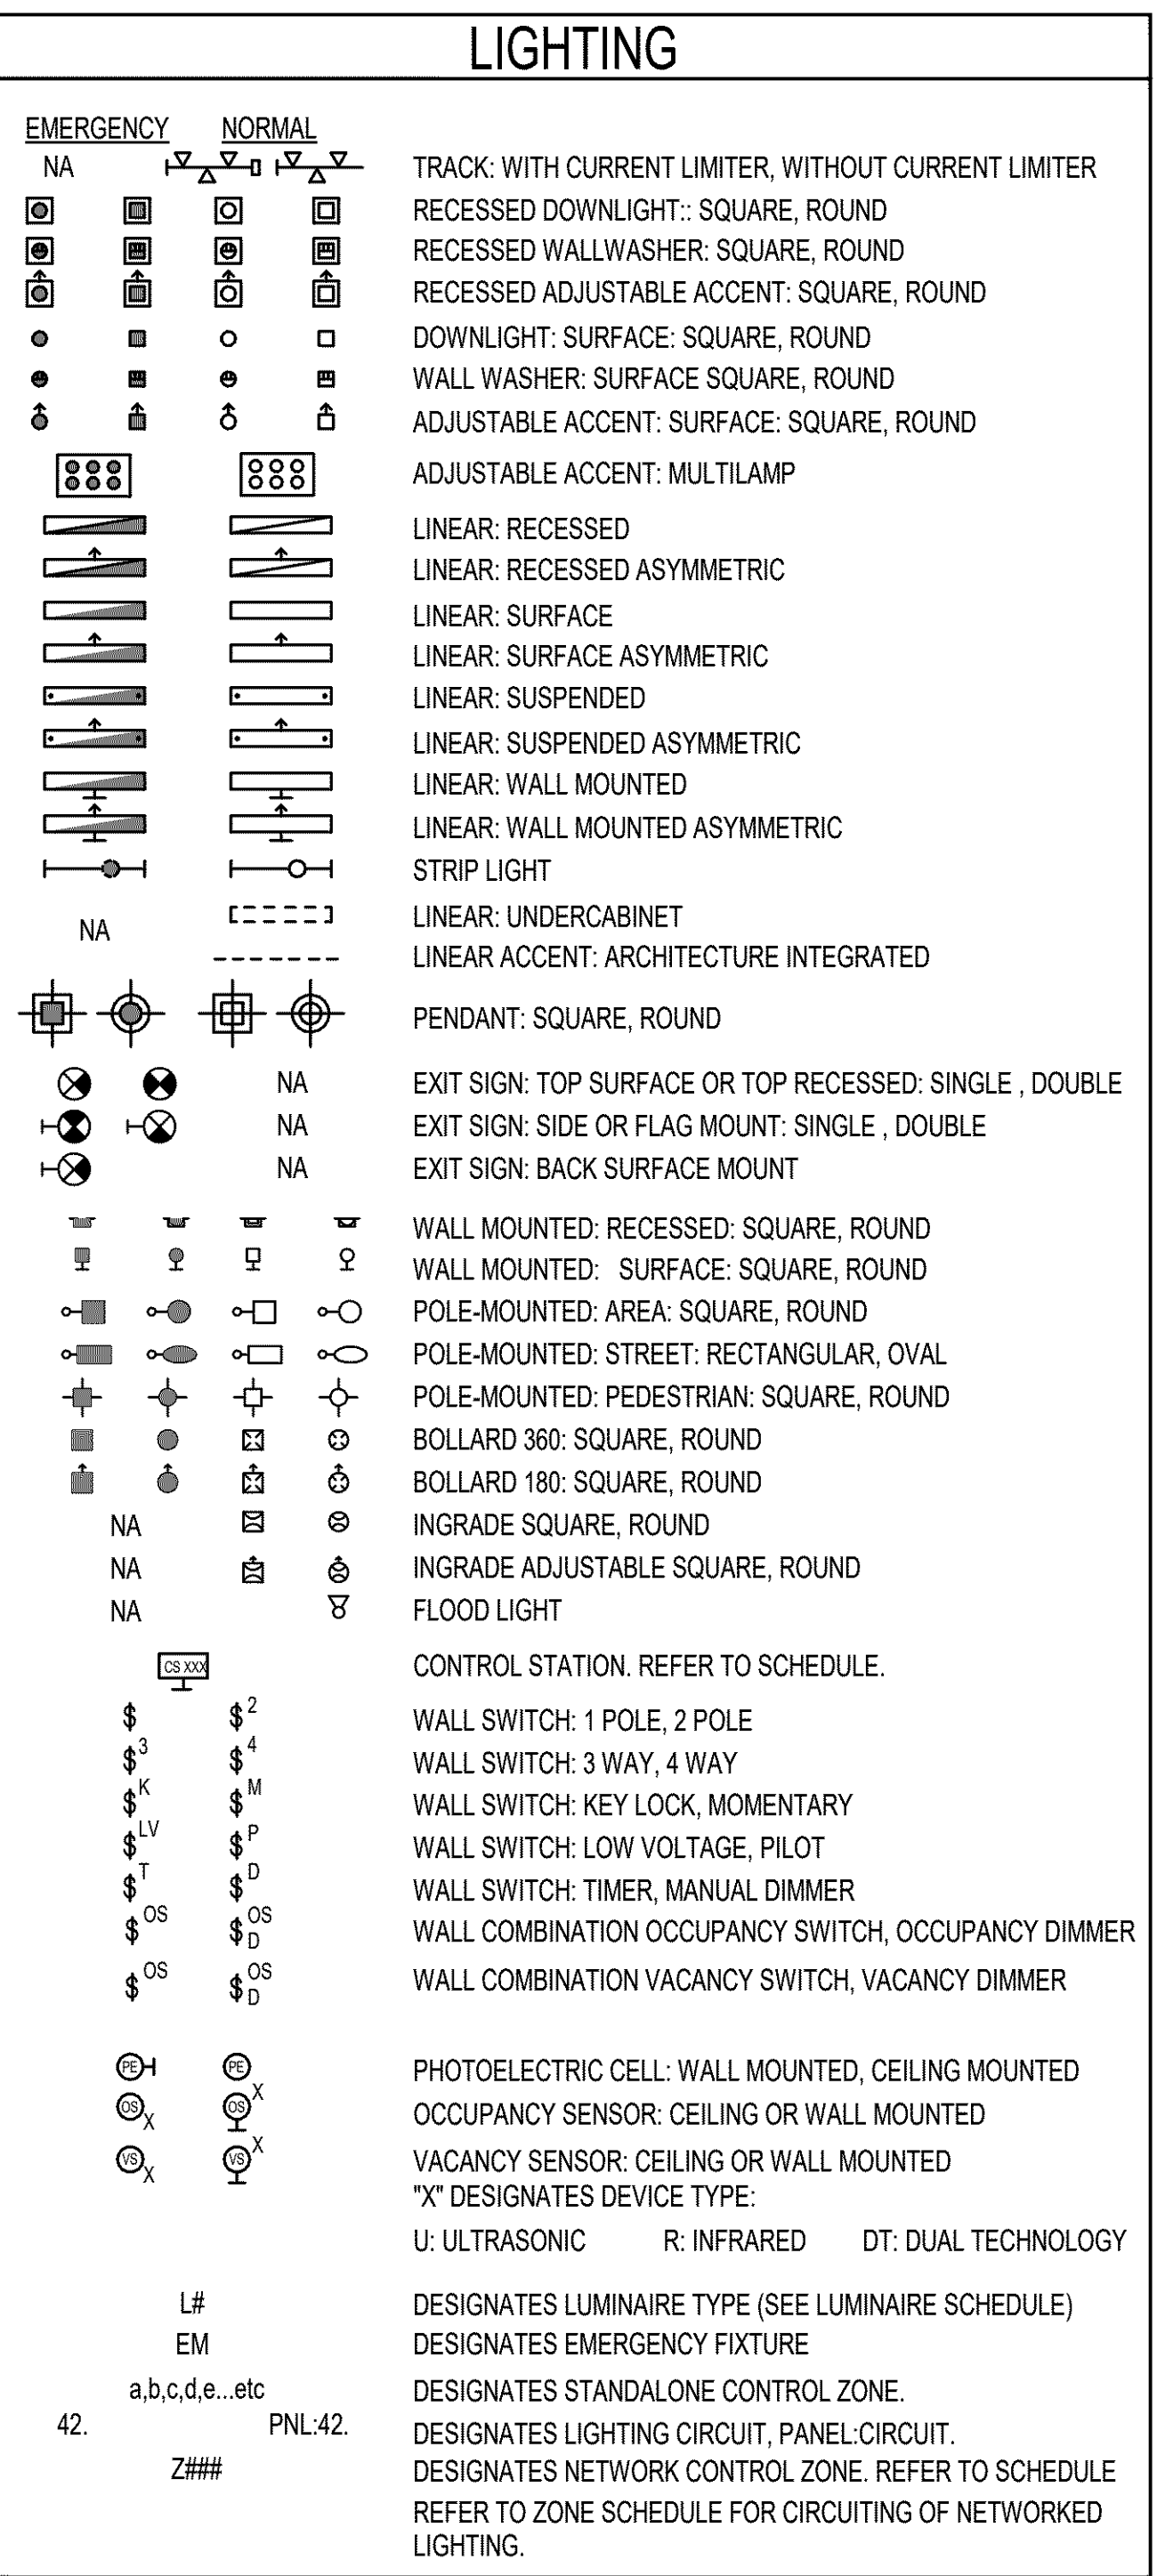 LIGHTING
EMERGENCY NORMAL
NA TRACK: WITH CURRENT LIMITER, WITHOUT CURRENT LIMITER
RECESSED DOWNLIGHT:: SQUARE, ROUND
RECESSED WALLWASHER: SQUARE, ROUND
RECESSED ADJUSTABLE ACCENT: SQUARE, ROUND
DOWNLIGHT: SURFACE: SQUARE, ROUND
WALL WASHER: SURFACE SQUARE, ROUND
ADJUSTABLE ACCENT: SURFACE: SQUARE, ROUND
ADJUSTABLE ACCENT: MULTILAMP
LINEAR: RECESSED
LINEAR: RECESSED ASYMMETRIC
LINEAR: SURFACE
LINEAR: SURFACE ASYMMETRIC
LINEAR: SUSPENDED
LINEAR: SUSPENDED ASYMMETRIC
LINEAR: WALL MOUNTED
LINEAR: WALL MOUNTED ASYMMETRIC
STRIP LIGHT
LINEAR: UNDERCABINET
NA
LINEAR ACCENT: ARCHITECTURE INTEGRATED
PENDANT: SQUARE, ROUND
NA EXIT SIGN: TOP SURFACE OR TOP RECESSED: SINGLE , DOUBLE
NA EXIT SIGN: SIDE OR FLAG MOUNT: SINGLE , DOUBLE
NA EXIT SIGN: BACK SURFACE MOUNT
WALL MOUNTED: RECESSED: SQUARE, ROUND
WALL MOUNTED: SURFACE: SQUARE, ROUND
POLE-MOUNTED: AREA: SQUARE, ROUND
POLE-MOUNTED: STREET: RECTANGULAR, OVAL
POLE-MOUNTED: PEDESTRIAN: SQUARE, ROUND
BOLLARD 360: SQUARE, ROUND
BOLLARD 180: SQUARE, ROUND
NA INGRADE SQUARE, ROUND
NA INGRADE ADJUSTABLE SQUARE, ROUND
NA FLOOD LIGHT
CS XXX CONTROL STATION. REFER TO SCHEDULE.
$ $2 WALL SWITCH: 1 POLE, 2 POLE
$3 $4 WALL SWITCH: 3 WAY, 4 WAY
$K $M WALL SWITCH: KEY LOCK, MOMENTARY
$LV $P WALL SWITCH: LOW VOLTAGE, PILOT
$T $D WALL SWITCH: TIMER, MANUAL DIMMER
$OS $OS D WALL COMBINATION OCCUPANCY SWITCH, OCCUPANCY DIMMER
$OS $OS D WALL COMBINATION VACANCY SWITCH, VACANCY DIMMER
PE PE PHOTOELECTRIC CELL: WALL MOUNTED, CEILING MOUNTED
OS X OS X OCCUPANCY SENSOR: CEILING OR WALL MOUNTED
VS X VS X VACANCY SENSOR: CEILING OR WALL MOUNTED
"X" DESIGNATES DEVICE TYPE:
U: ULTRASONIC R: INFRARED DT: DUAL TECHNOLOGY
L# DESIGNATES LUMINAIRE TYPE (SEE LUMINAIRE SCHEDULE)
EM DESIGNATES EMERGENCY FIXTURE
a,b,c,d,e...etc DESIGNATES STANDALONE CONTROL ZONE.
42. PNL:42. DESIGNATES LIGHTING CIRCUIT, PANEL:CIRCUIT.
Z### DESIGNATES NETWORK CONTROL ZONE. REFER TO SCHEDULE
REFER TO ZONE SCHEDULE FOR CIRCUITING OF NETWORKED
LIGHTING.